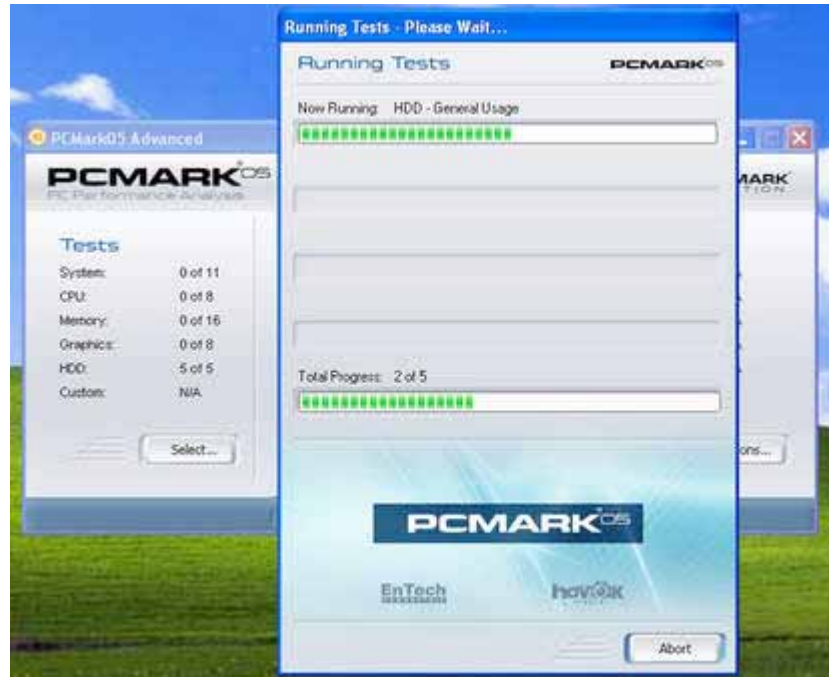 Running Tests - Please Wait...
Running Tests
PCMARK05
Now Running: HDD - General Usage
Total Progress: 2 of 5
PCMARK05
EnTech
havok
Abort
PCMark05 Advanced
PCMARK05
PC Performance Analysis
Tests
System: 0 of 11
CPU: 0 of 8
Memory: 0 of 16
Graphics: 0 of 8
HDD: 5 of 5
Custom: N/A
Select...
MARK
TION
ons...